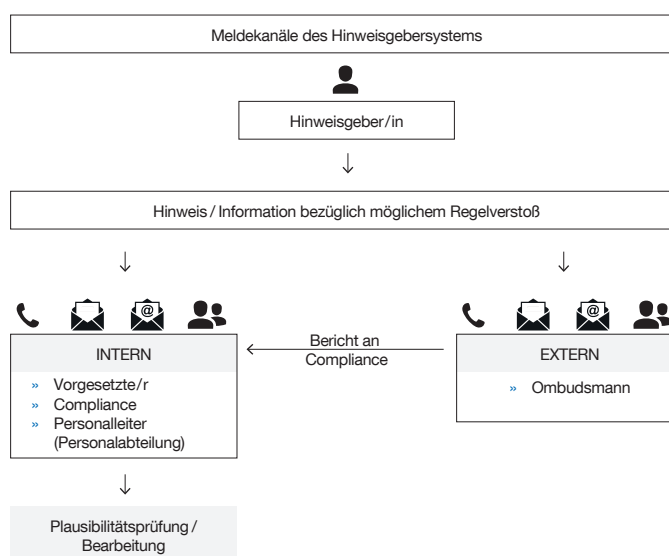 Meldekanäle des Hinweisgebersystems
Hinweisgeber/in
Hinweis / Information bezüglich möglichem Regelverstoß
@
@
INTERN
» Vorgesetzte/r
» Compliance
» Personalleiter
(Personalabteilung)
Bericht an
Compliance
EXTERN
» Ombudsmann
Plausibilitätsprüfung /
Bearbeitung